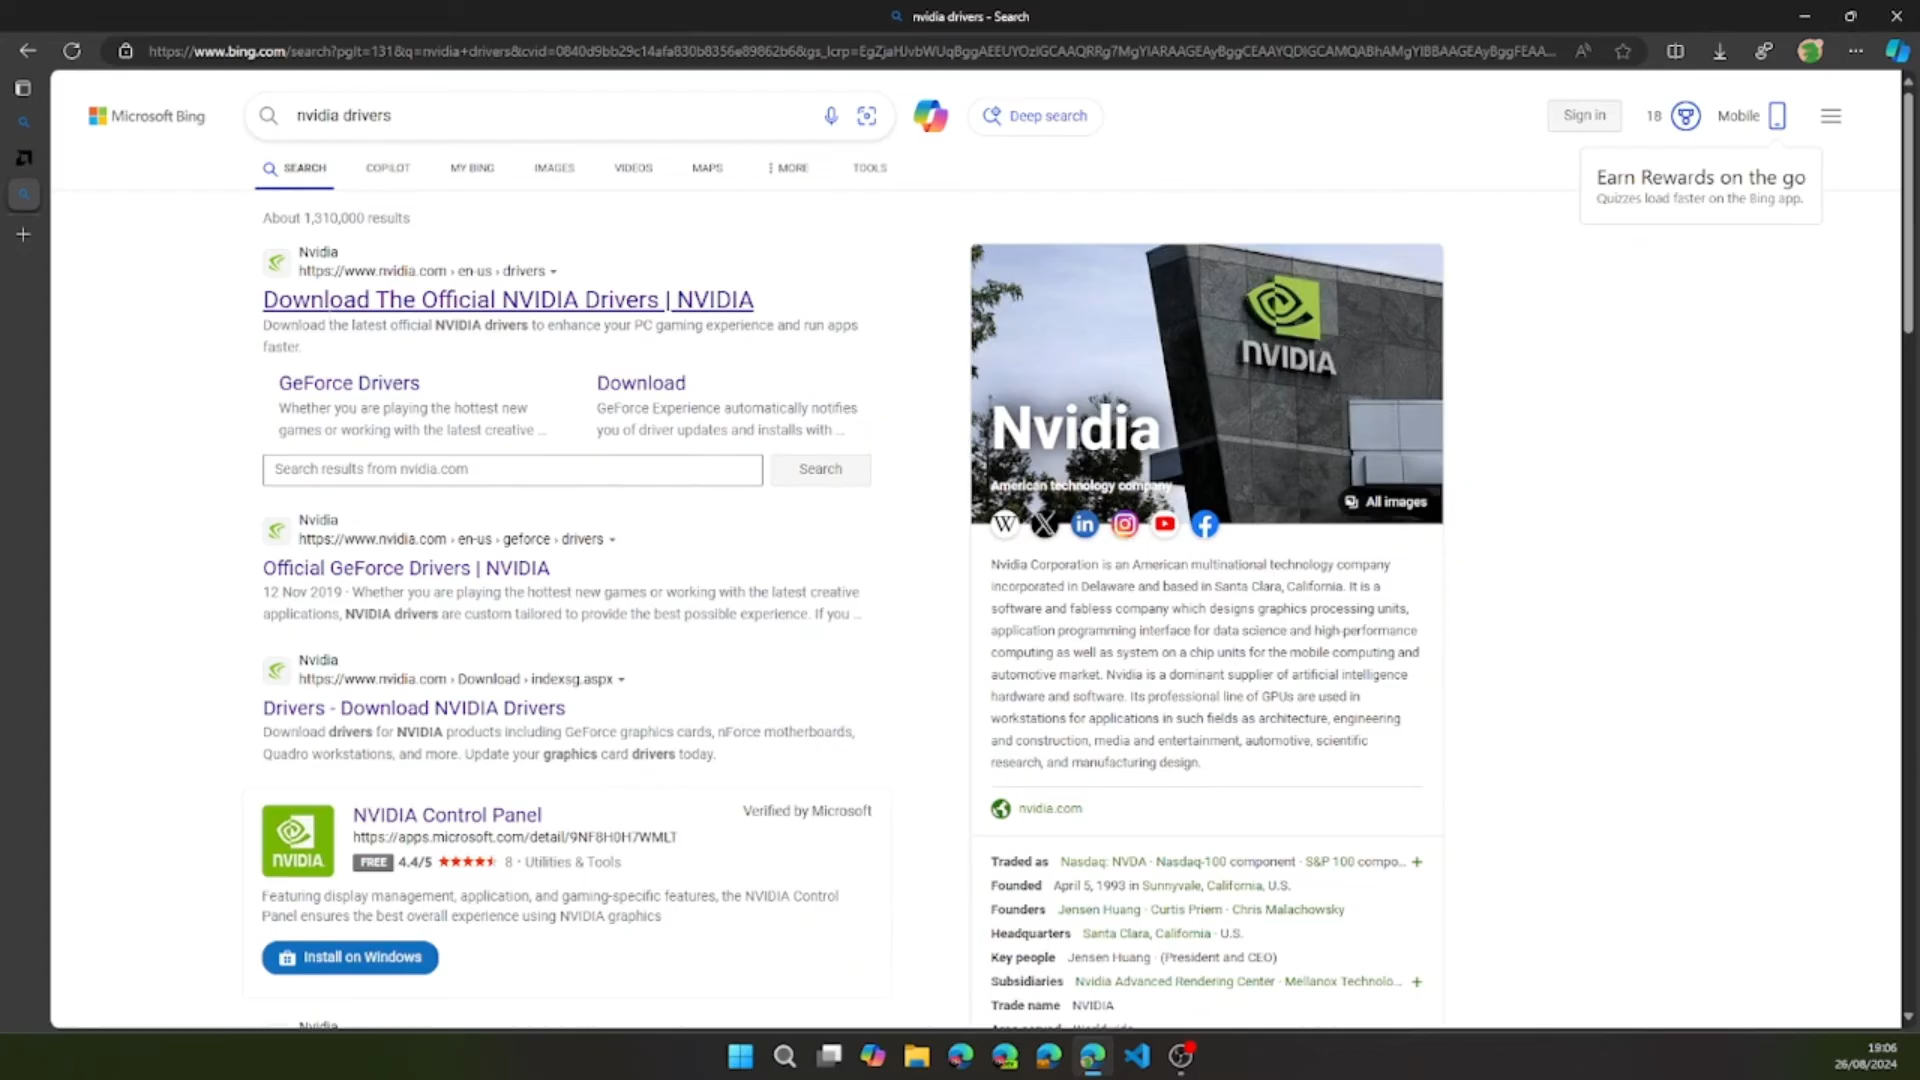 nvidia drivers - Search
https://www.bing.com/search?pglt=131&q=nvidia+drivers&cvid=0840d9bb29c14afa830b8356e89862b6&gs_lcrp=EgZjaHJvbWUqBggAEEUYOzIGCAAQRRg7MgYIARAAGEAyBggCEAAYQDIGCAMQABhAMgYIBBAAGEAyBggFEAA...
Microsoft Bing
nvidia drivers
Deep search
Sign in
18
Mobile
SEARCH
COPILOT
MY BING
IMAGES
VIDEOS
MAPS
MORE
TOOLS
Earn Rewards on the go
Quizzes load faster on the Bing app.
About 1,310,000 results
Nvidia
https://www.nvidia.com › en-us › drivers
Download The Official NVIDIA Drivers | NVIDIA
Download the latest official NVIDIA drivers to enhance your PC gaming experience and run apps
faster.
GeForce Drivers
Whether you are playing the hottest new
games or working with the latest creative ...
Download
GeForce Experience automatically notifies
you of driver updates and installs with ...
Search results from nvidia.com
Search
Nvidia
https://www.nvidia.com › en-us › geforce › drivers
Official GeForce Drivers | NVIDIA
12 Nov 2019 · Whether you are playing the hottest new games or working with the latest creative
applications, NVIDIA drivers are custom tailored to provide the best possible experience. If you ...
Nvidia
https://www.nvidia.com › Download › indexsg.aspx
Drivers - Download NVIDIA Drivers
Download drivers for NVIDIA products including GeForce graphics cards, nForce motherboards,
Quadro workstations, and more. Update your graphics card drivers today.
NVIDIA
NVIDIA Control Panel
Verified by Microsoft
https://apps.microsoft.com/detail/9NF8H0H7WMLT
FREE 4.4/5 8 · Utilities & Tools
Featuring display management, application, and gaming-specific features, the NVIDIA Control
Panel ensures the best overall experience using NVIDIA graphics
Install on Windows
Nvidia
NVIDIA
Nvidia
American technology company
All images
Nvidia Corporation is an American multinational technology company
incorporated in Delaware and based in Santa Clara, California. It is a
software and fabless company which designs graphics processing units,
application programming interface for data science and high-performance
computing as well as system on a chip units for the mobile computing and
automotive market. Nvidia is a dominant supplier of artificial intelligence
hardware and software. Its professional line of GPUs are used in
workstations for applications in such fields as architecture, engineering
and construction, media and entertainment, automotive, scientific
research, and manufacturing design.
nvidia.com
Traded as Nasdaq: NVDA · Nasdaq-100 component · S&P 100 compo...
Founded April 5, 1993 in Sunnyvale, California, U.S.
Founders Jensen Huang · Curtis Priem · Chris Malachowsky
Headquarters Santa Clara, California · U.S.
Key people Jensen Huang · (President and CEO)
Subsidiaries Nvidia Advanced Rendering Center · Mellanox Technolo...
Trade name NVIDIA
19:06
26/08/2024